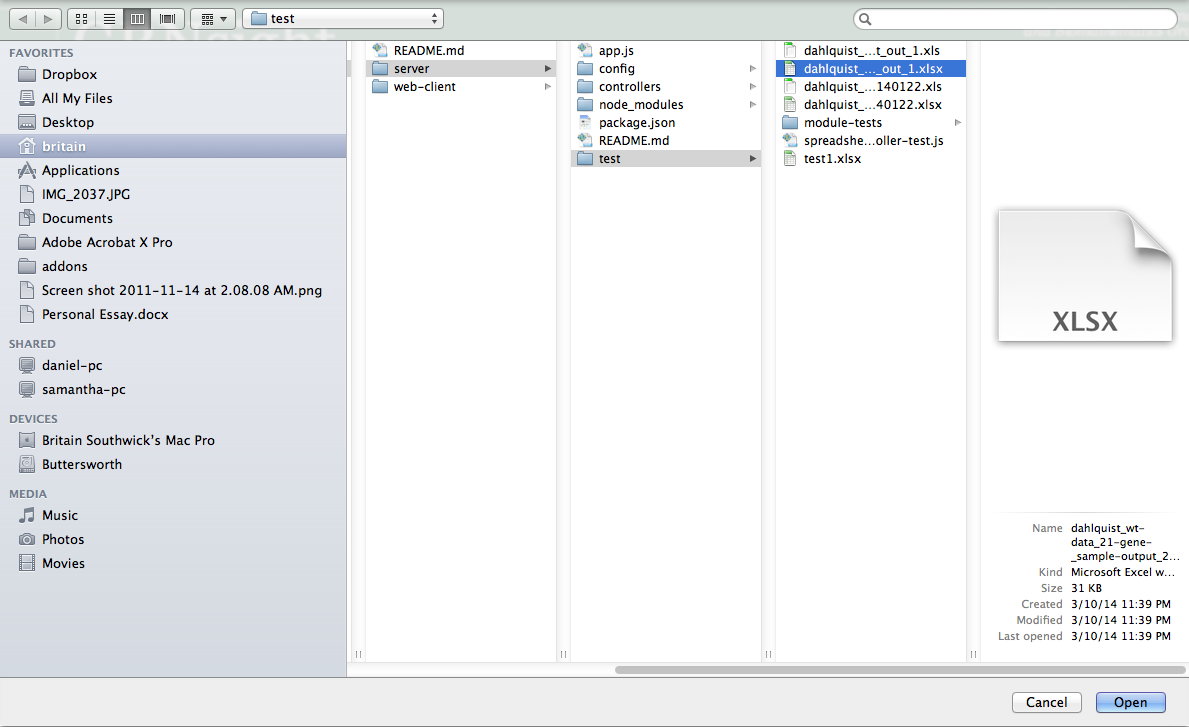 test
FAVORITES
Dropbox
All My Files
Desktop
britain
Applications
IMG_2037.JPG
Documents
Adobe Acrobat X Pro
addons
Screen shot 2011-11-14 at 2.08.08 AM.png
Personal Essay.docx
SHARED
daniel-pc
samantha-pc
DEVICES
Britain Southwick's Mac Pro
Buttersworth
MEDIA
Music
Photos
Movies
README.md
server
web-client
app.js
config
controllers
node_modules
package.json
README.md
test
dahlquist_...t_out_1.xls
dahlquist_..._out_1.xlsx
dahlquist_...140122.xls
dahlquist_...40122.xlsx
module-tests
spreadshe...oller-test.js
test1.xlsx
XLSX
Name dahlquist_wt-
data_21-gene-
_sample-output_2...
Kind Microsoft Excel w...
Size 31 KB
Created 3/10/14 11:39 PM
Modified 3/10/14 11:39 PM
Last opened 3/10/14 11:39 PM
Cancel
Open